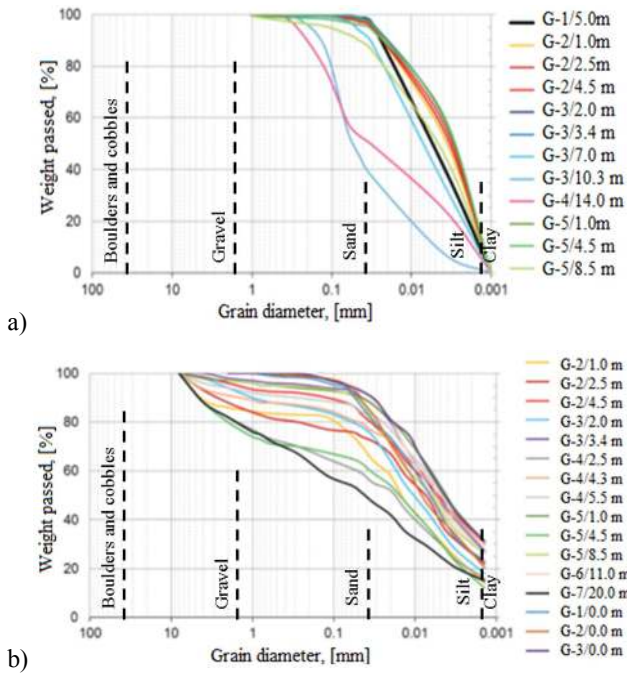 100
80
60
40
20
0
Weight passed, [%]
Boulders and cobbles
Gravel
Sand
Silt
Clay
100 10 1 0.1 0.01 0.001
Grain diameter, [mm]
G-1/5.0m
G-2/1.0m
G-2/2.5m
G-2/4.5 m
G-3/2.0 m
G-3/3.4 m
G-3/7.0 m
G-3/10.3 m
G-4/14.0 m
G-5/1.0m
G-5/4.5 m
G-5/8.5 m
a)
100
80
60
40
20
0
Weight passed, [%]
Boulders and cobbles
Gravel
Sand
Silt
Clay
100 10 1 0.1 0.01 0.001
Grain diameter, [mm]
G-2/1.0 m
G-2/2.5 m
G-2/4.5 m
G-3/2.0 m
G-3/3.4 m
G-4/2.5 m
G-4/4.3 m
G-4/5.5 m
G-5/1.0 m
G-5/4.5 m
G-5/8.5 m
G-6/11.0 m
G-7/20.0 m
G-1/0.0 m
G-2/0.0 m
G-3/0.0 m
b)